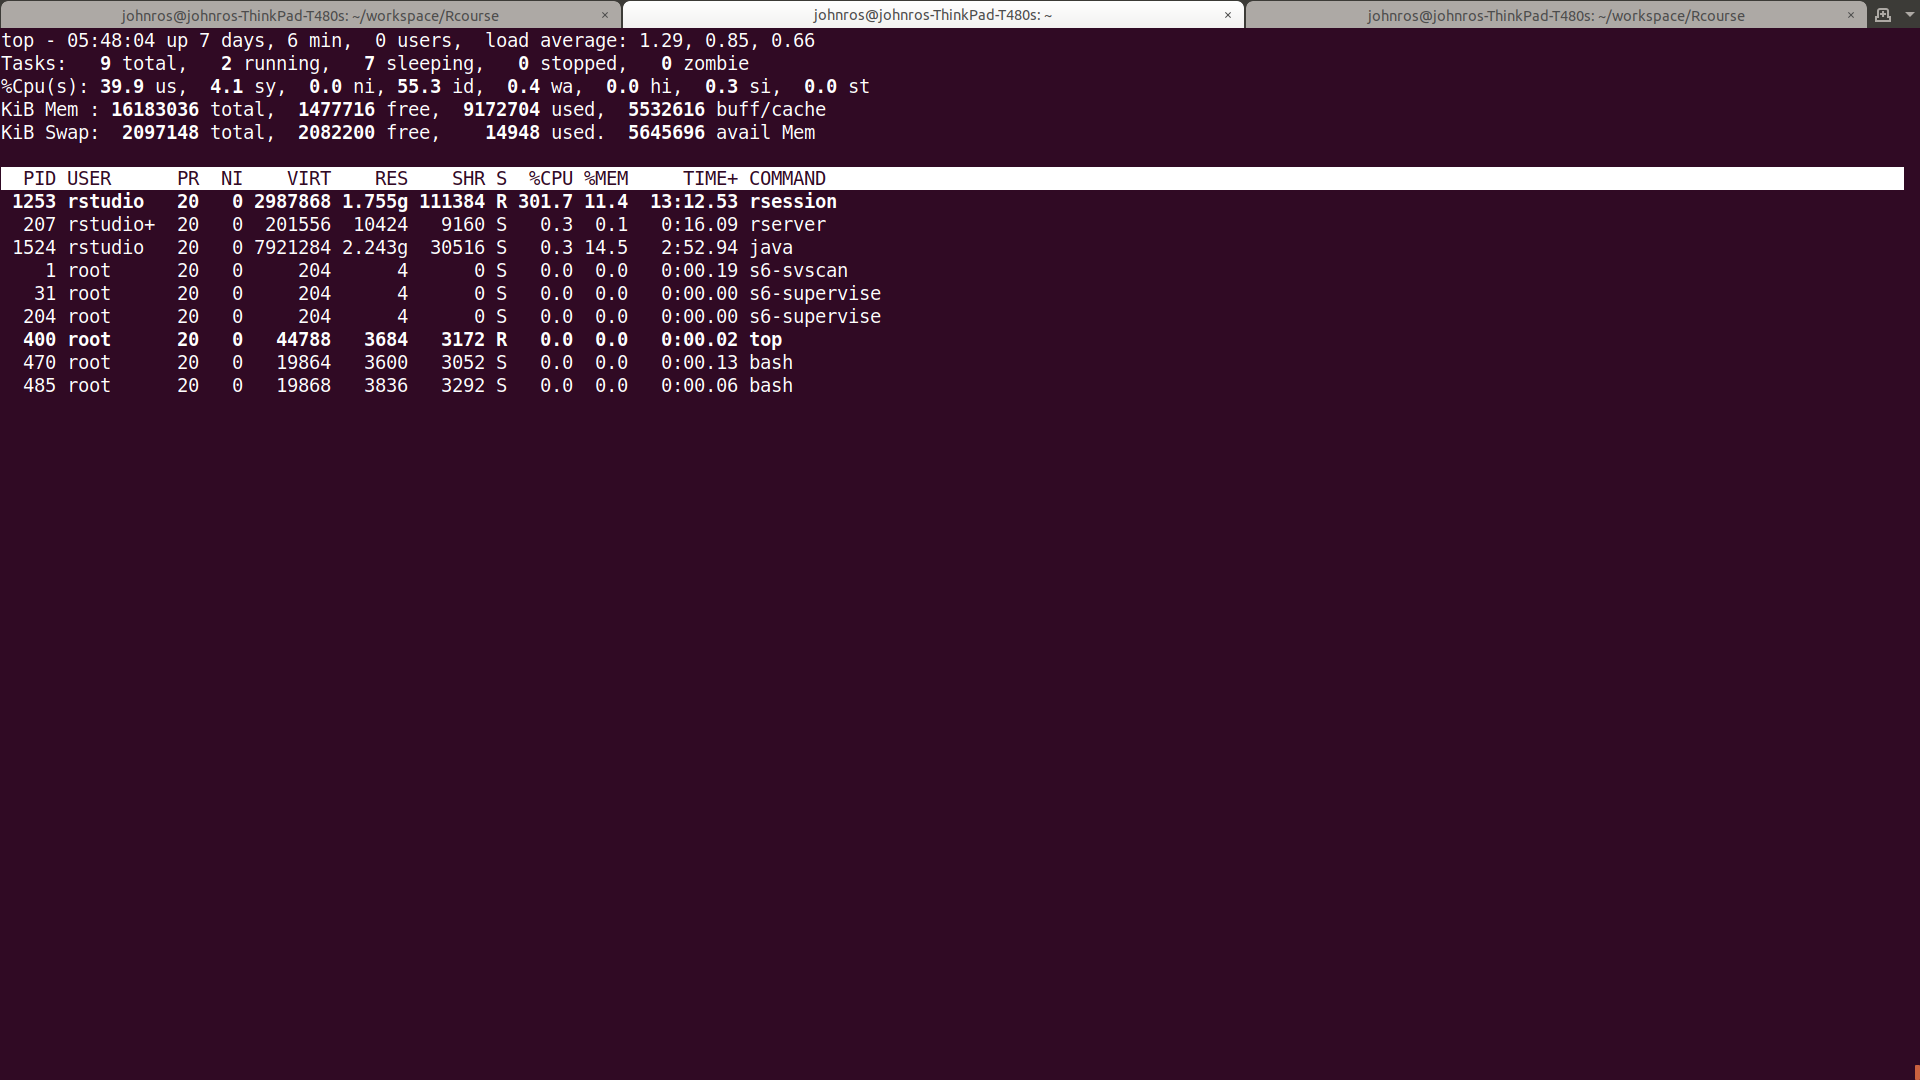 johnros@johnros-ThinkPad-T480s: ~/workspace/Rcourse × johnros@johnros-ThinkPad-T480s: ~ × johnros@johnros-ThinkPad-T480s: ~/workspace/Rcourse ×
top - 05:48:04 up 7 days, 6 min,  0 users,  load average: 1.29, 0.85, 0.66
Tasks:   9 total,   2 running,   7 sleeping,   0 stopped,   0 zombie
%Cpu(s): 39.9 us,  4.1 sy,  0.0 ni, 55.3 id,  0.4 wa,  0.0 hi,  0.3 si,  0.0 st
KiB Mem : 16183036 total,  1477716 free,  9172704 used,  5532616 buff/cache
KiB Swap:  2097148 total,  2082200 free,    14948 used.  5645696 avail Mem
  PID USER      PR  NI    VIRT    RES    SHR S  %CPU %MEM     TIME+ COMMAND
 1253 rstudio   20   0 2987868 1.755g 111384 R 301.7 11.4  13:12.53 rsession
  207 rstudio+  20   0  201556  10424   9160 S   0.3  0.1   0:16.09 rserver
 1524 rstudio   20   0 7921284 2.243g  30516 S   0.3 14.5   2:52.94 java
    1 root      20   0     204      4      0 S   0.0  0.0   0:00.19 s6-svscan
   31 root      20   0     204      4      0 S   0.0  0.0   0:00.00 s6-supervise
  204 root      20   0     204      4      0 S   0.0  0.0   0:00.00 s6-supervise
  400 root      20   0   44788   3684   3172 R   0.0  0.0   0:00.02 top
  470 root      20   0   19864   3600   3052 S   0.0  0.0   0:00.13 bash
  485 root      20   0   19868   3836   3292 S   0.0  0.0   0:00.06 bash